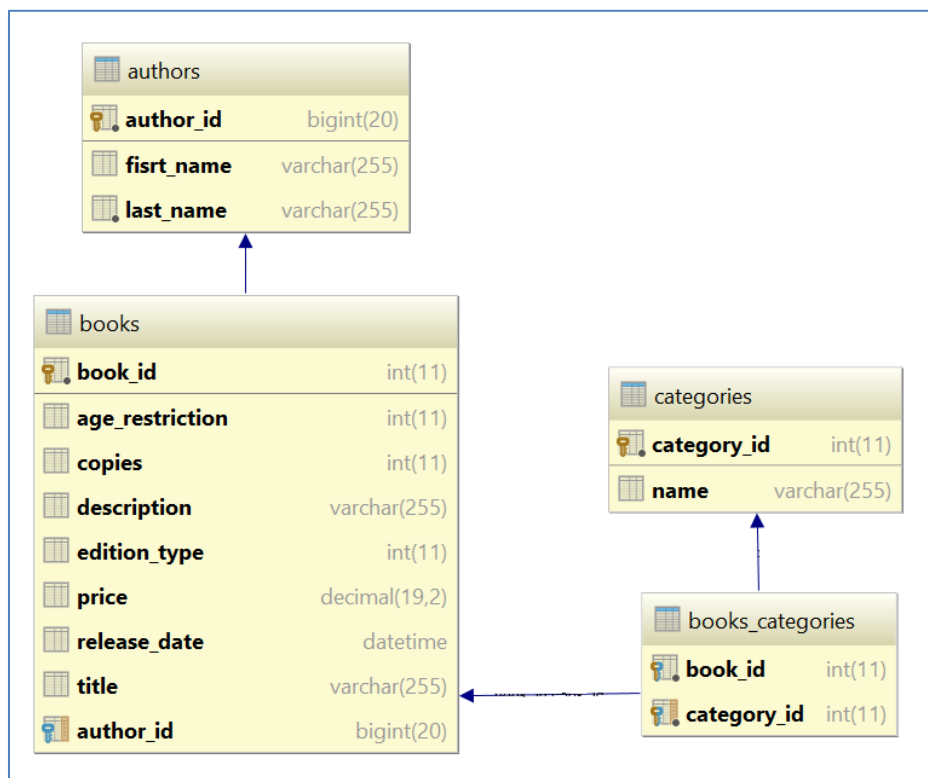 authors
author_id bigint(20)
fisrt_name varchar(255)
last_name varchar(255)
books
book_id int(11)
age_restriction int(11)
copies int(11)
description varchar(255)
edition_type int(11)
price decimal(19,2)
release_date datetime
title varchar(255)
author_id bigint(20)
categories
category_id int(11)
name varchar(255)
books_categories
book_id int(11)
category_id int(11)